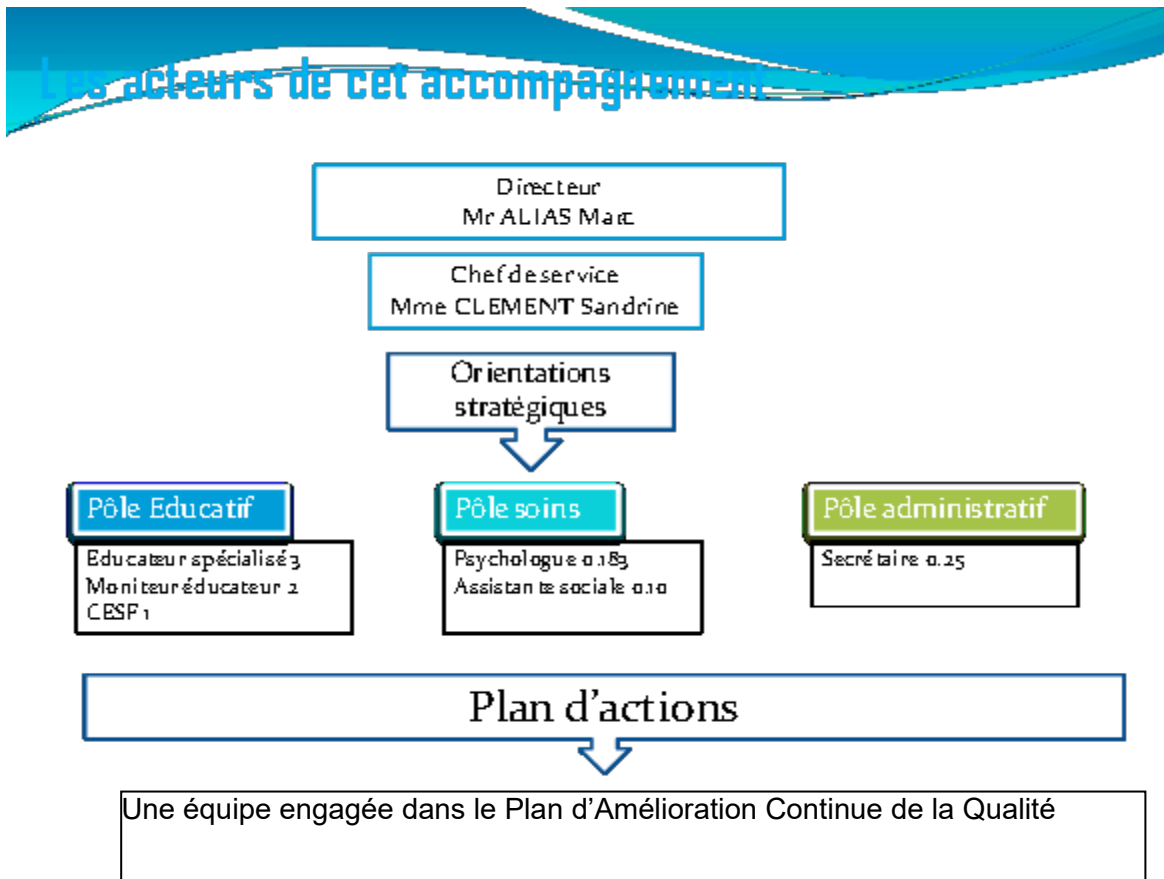 Les acteurs de cet accompagnement
Directeur
Mr ALIAS Marc
Chef de service
Mme CLEMENT Sandrine
Orientations
stratégiques
Pôle Educatif
Educateur spécialisé 3
Moniteur éducateur 2
CESF 1
Pôle soins
Psychologue 0.183
Assistante sociale 0.10
Pôle administratif
Secrétaire 0.25
Plan d’actions
Une équipe engagée dans le Plan d’Amélioration Continue de la Qualité